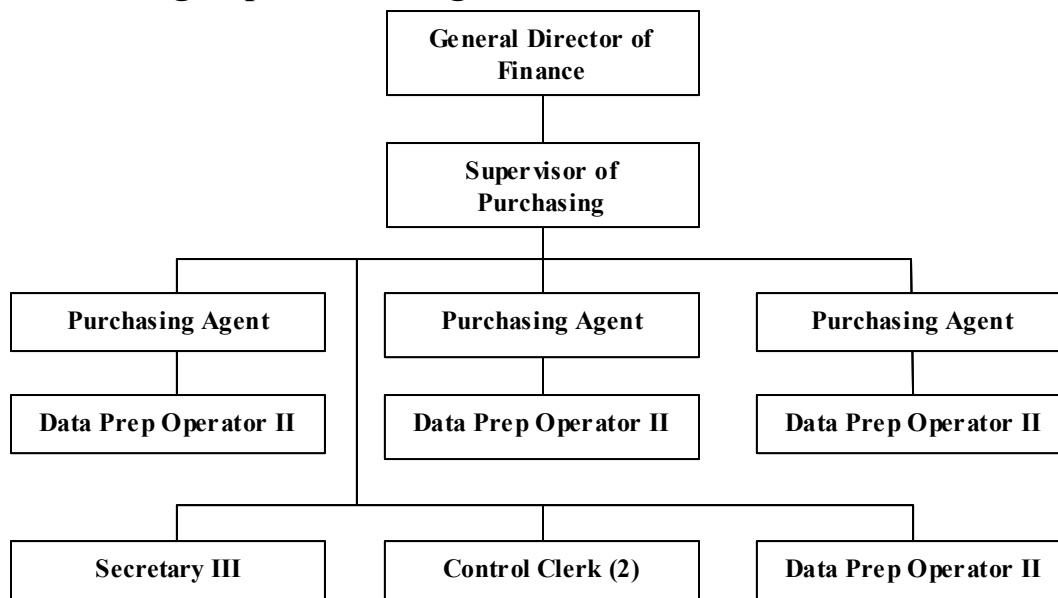 General Director of
Finance
Supervisor of
Purchasing
Purchasing Agent
Purchasing Agent
Purchasing Agent
Data Prep Operator II
Data Prep Operator II
Data Prep Operator II
Secretary III
Control Clerk (2)
Data Prep Operator II